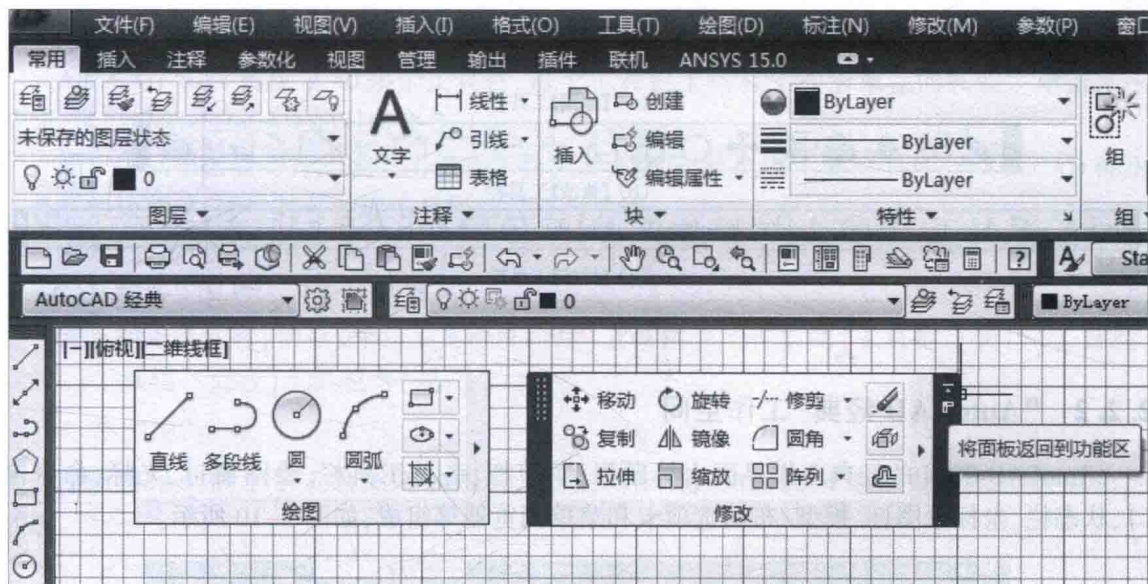 文件(F) 编辑(E) 视图(V) 插入(I) 格式(O) 工具(T) 绘图(D) 标注(N) 修改(M) 参数(P) 窗
常用 插入 注释 参数化 视图 管理 输出 插件 联机 ANSYS 15.0
线性 创建 ByLayer
未保存的图层状态 文字 引线 插入 编辑 ByLayer 组
0 表格 编辑属性 ByLayer
图层 注释 块 特性 组
Sta
AutoCAD 经典 0 ByLayer
[-][俯视][二维线框]
移动 旋转 修剪
复制 镜像 圆角 将面板返回到功能区
直线 多段线 圆 圆弧
拉伸 缩放 阵列
绘图 修改